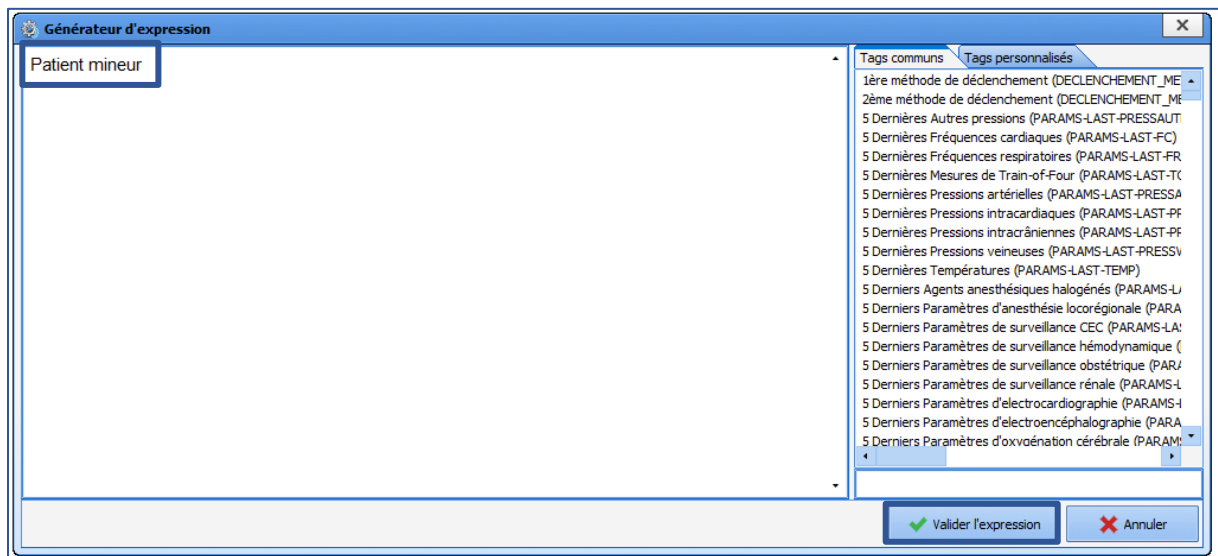 Générateur d'expression
Patient mineur
Tags communs Tags personnalisés
1ère méthode de déclenchement (DECLENCHEMENT_ME
2ème méthode de déclenchement (DECLENCHEMENT_ME
5 Dernières Autres pressions (PARAMS-LAST-PRESSAUT
5 Dernières Fréquences cardiaques (PARAMS-LAST-FC)
5 Dernières Fréquences respiratoires (PARAMS-LAST-FR
5 Dernières Mesures de Train-of-Four (PARAMS-LAST-TO
5 Dernières Pressions artérielles (PARAMS-LAST-PRESSA
5 Dernières Pressions intracardiaques (PARAMS-LAST-PR
5 Dernières Pressions intracrâniennes (PARAMS-LAST-PR
5 Dernières Pressions veineuses (PARAMS-LAST-PRESSV
5 Dernières Températures (PARAMS-LAST-TEMP)
5 Derniers Agents anesthésiques halogénés (PARAMS-LA
5 Derniers Paramètres d'anesthésie locorégionale (PARA
5 Derniers Paramètres de surveillance CEC (PARAMS-LAS
5 Derniers Paramètres de surveillance hémodynamique (
5 Derniers Paramètres de surveillance obstétrique (PARA
5 Derniers Paramètres de surveillance rénale (PARAMS-L
5 Derniers Paramètres d'electrocardiographie (PARAMS-
5 Derniers Paramètres d'electroencéphalographie (PARA
5 Derniers Paramètres d'oxygénation cérébrale (PARAMS
Valider l'expression Annuler